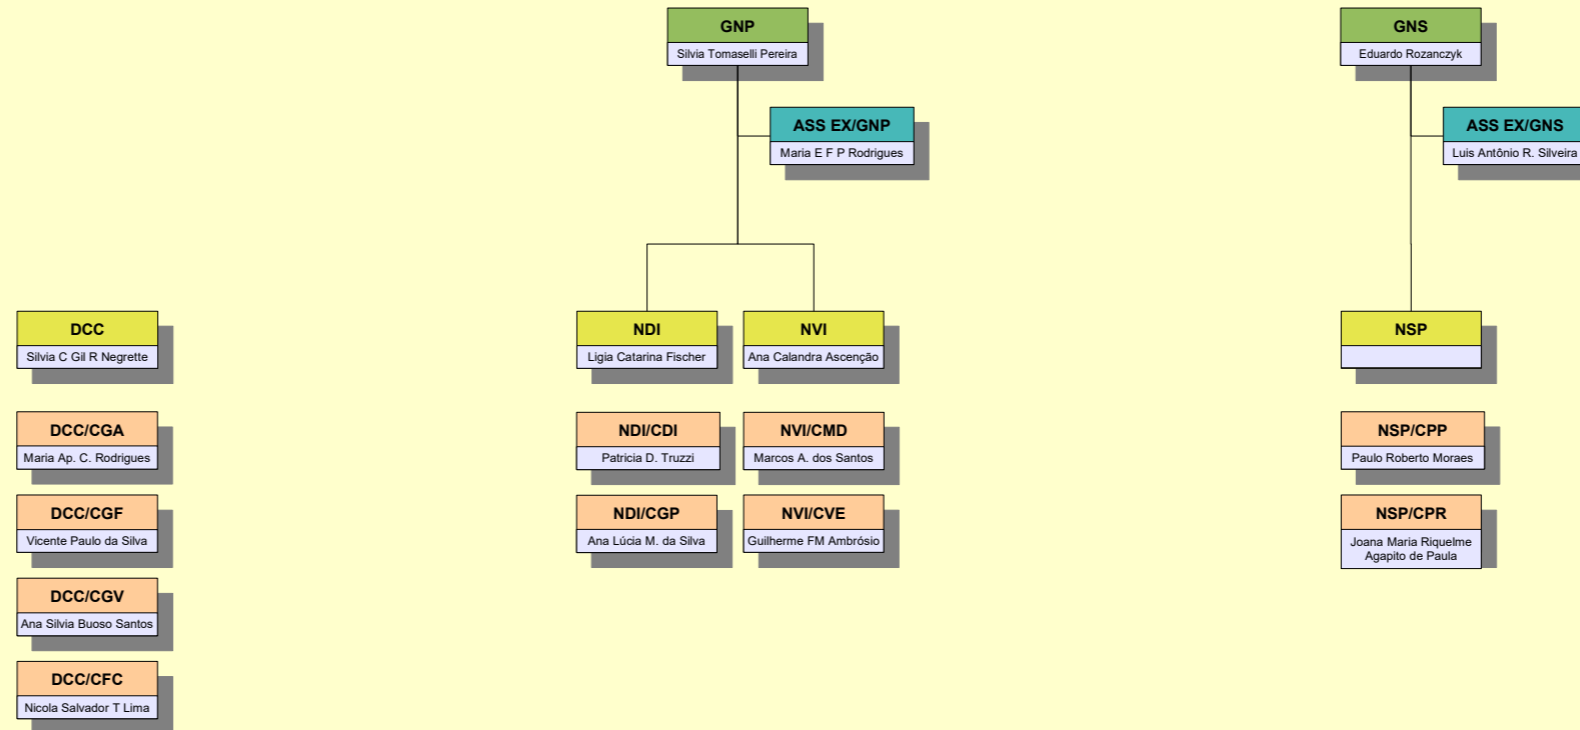 GNP
Silvia Tomaselli Pereira
GNS
Eduardo Rozanczyk
ASS EX/GNP
Maria E F P Rodrigues
ASS EX/GNS
Luis Antônio R. Silveira
DCC
Silvia C Gil R Negrette
NDI
Ligia Catarina Fischer
NVI
Ana Calandra Ascenção
NSP
DCC/CGA
Maria Ap. C. Rodrigues
NDI/CDI
Patricia D. Truzzi
NVI/CMD
Marcos A. dos Santos
NSP/CPP
Paulo Roberto Moraes
DCC/CGF
Vicente Paulo da Silva
NDI/CGP
Ana Lúcia M. da Silva
NVI/CVE
Guilherme FM Ambrósio
NSP/CPR
Joana Maria Riquelme
Agapito de Paula
DCC/CGV
Ana Silvia Buoso Santos
DCC/CFC
Nicola Salvador T Lima